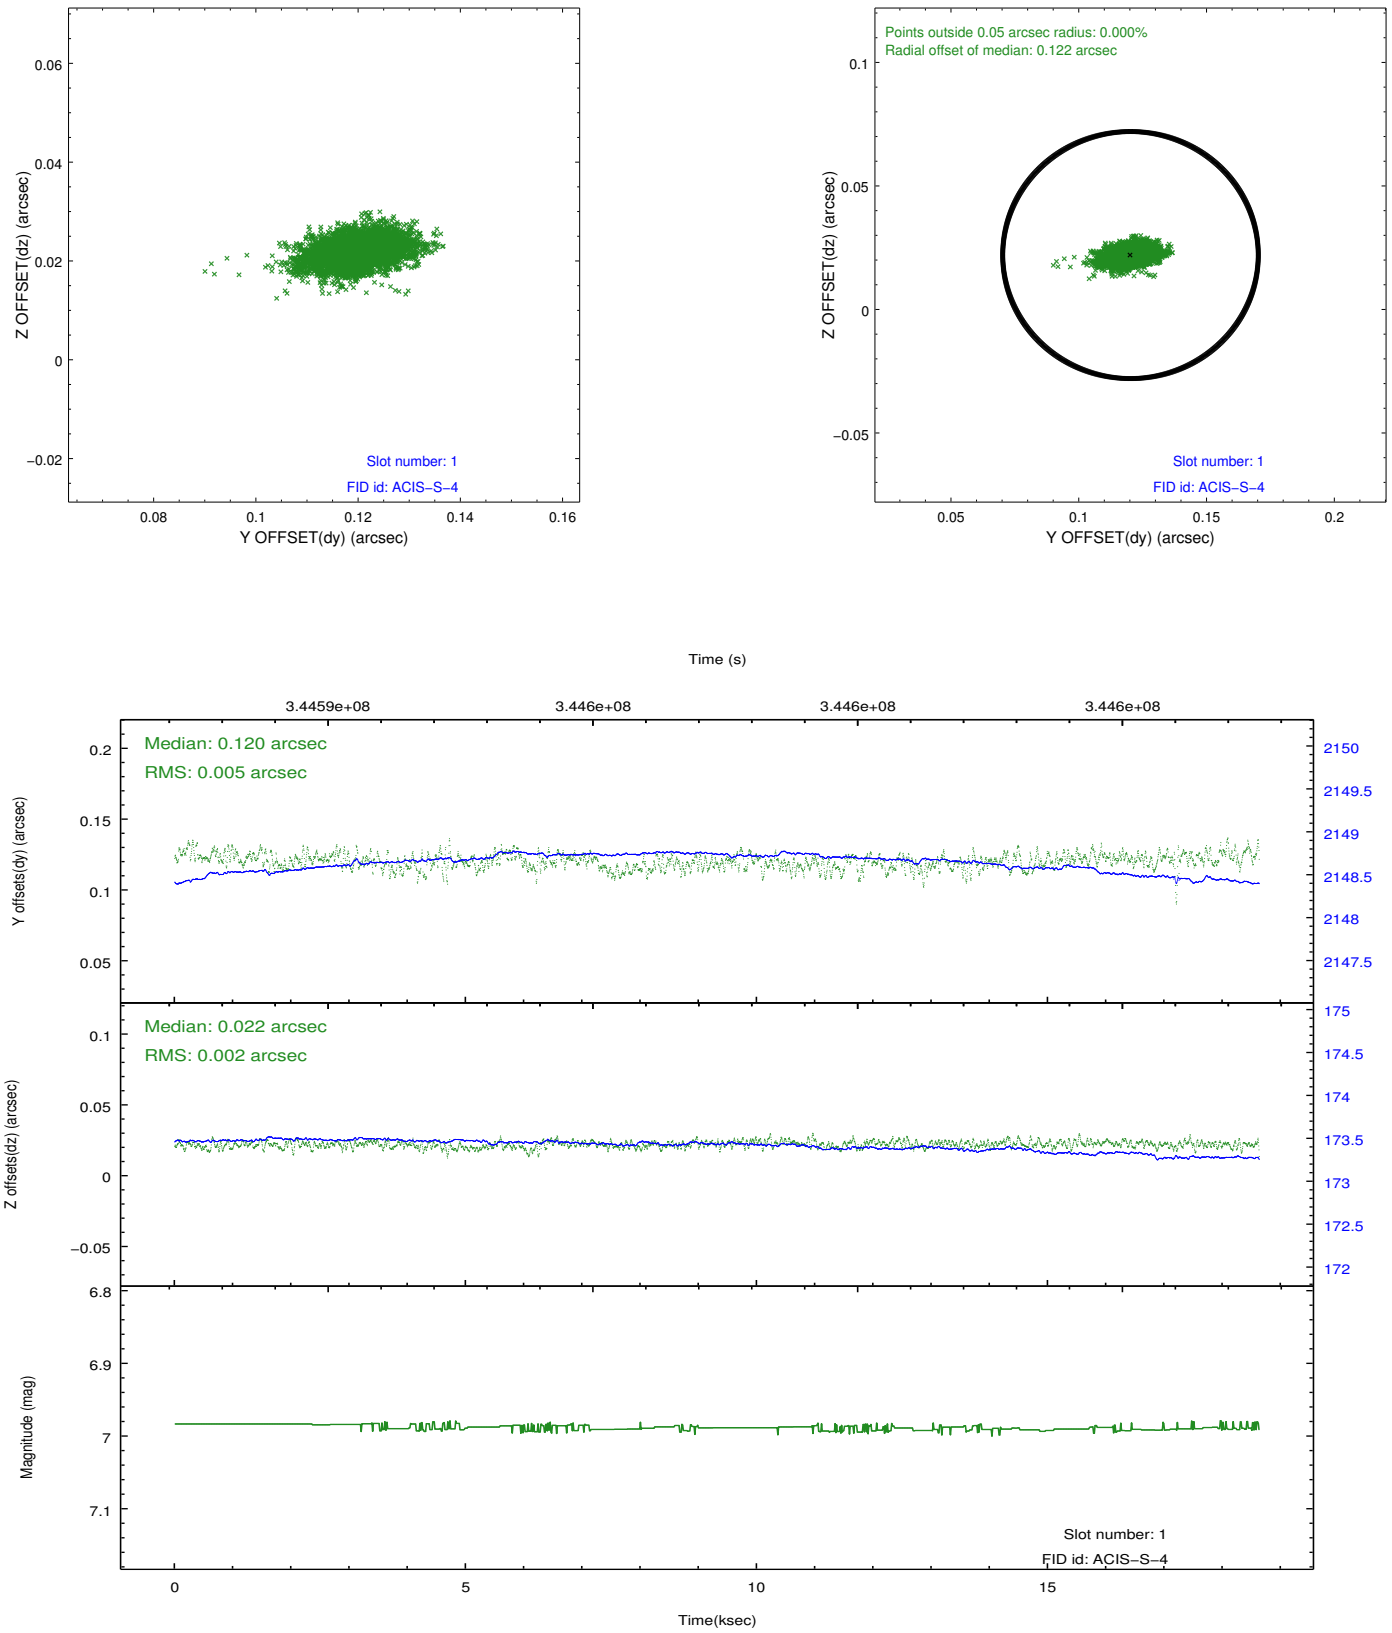 0.06
0.04
0.02
0
−0.02
Z OFFSET(dz) (arcsec)
Slot number: 1
FID id: ACIS−S−4
0.08 0.1 0.12 0.14 0.16
Y OFFSET(dy) (arcsec)
Points outside 0.05 arcsec radius: 0.000%
Radial offset of median: 0.122 arcsec
0.1
0.05
0
−0.05
Z OFFSET(dz) (arcsec)
Slot number: 1
FID id: ACIS−S−4
0.05 0.1 0.15 0.2
Y OFFSET(dy) (arcsec)
Time (s)
3.4459e+08 3.446e+08 3.446e+08 3.446e+08
Median: 0.120 arcsec
RMS: 0.005 arcsec
0.2
0.15
0.1
0.05
Y offsets(dy) (arcsec)
2150
2149.5
2149
2148.5
2148
2147.5
Median: 0.022 arcsec
RMS: 0.002 arcsec
0.1
0.05
0
−0.05
Z offsets(dz) (arcsec)
175
174.5
174
173.5
173
172.5
172
6.8
6.9
7
7.1
Magnitude (mag)
Slot number: 1
FID id: ACIS−S−4
0 5 10 15
Time(ksec)